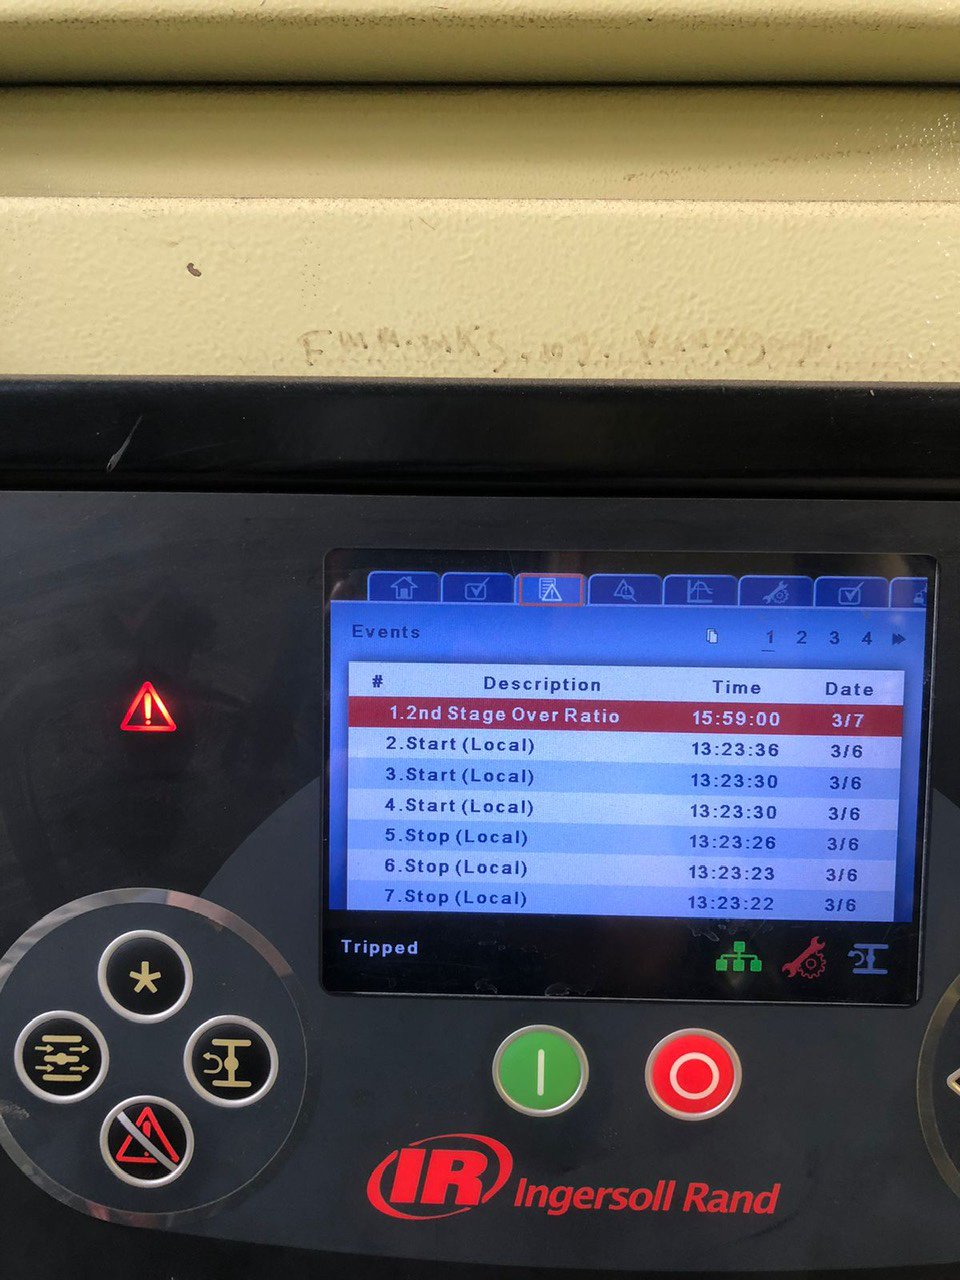 Events
1 2 3 4
# Description Time Date
1.2nd Stage Over Ratio 15:59:00 3/7
2.Start (Local) 13:23:36 3/6
3.Start (Local) 13:23:30 3/6
4.Start (Local) 13:23:30 3/6
5.Stop (Local) 13:23:26 3/6
6.Stop (Local) 13:23:23 3/6
7.Stop (Local) 13:23:22 3/6
Tripped
IR Ingersoll Rand